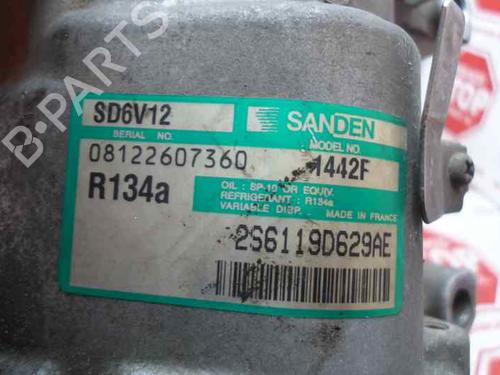 SD6V12
SANDEN
SERIAL NO.
MODEL NO.
08122607360
1442F
R134a
OIL : SP-10 OR EQUIV.
REFRIGERANT : R134a
VARIABLE DISP.
MADE IN FRANCE
2S6119D629AE
B-PARTS
STOP